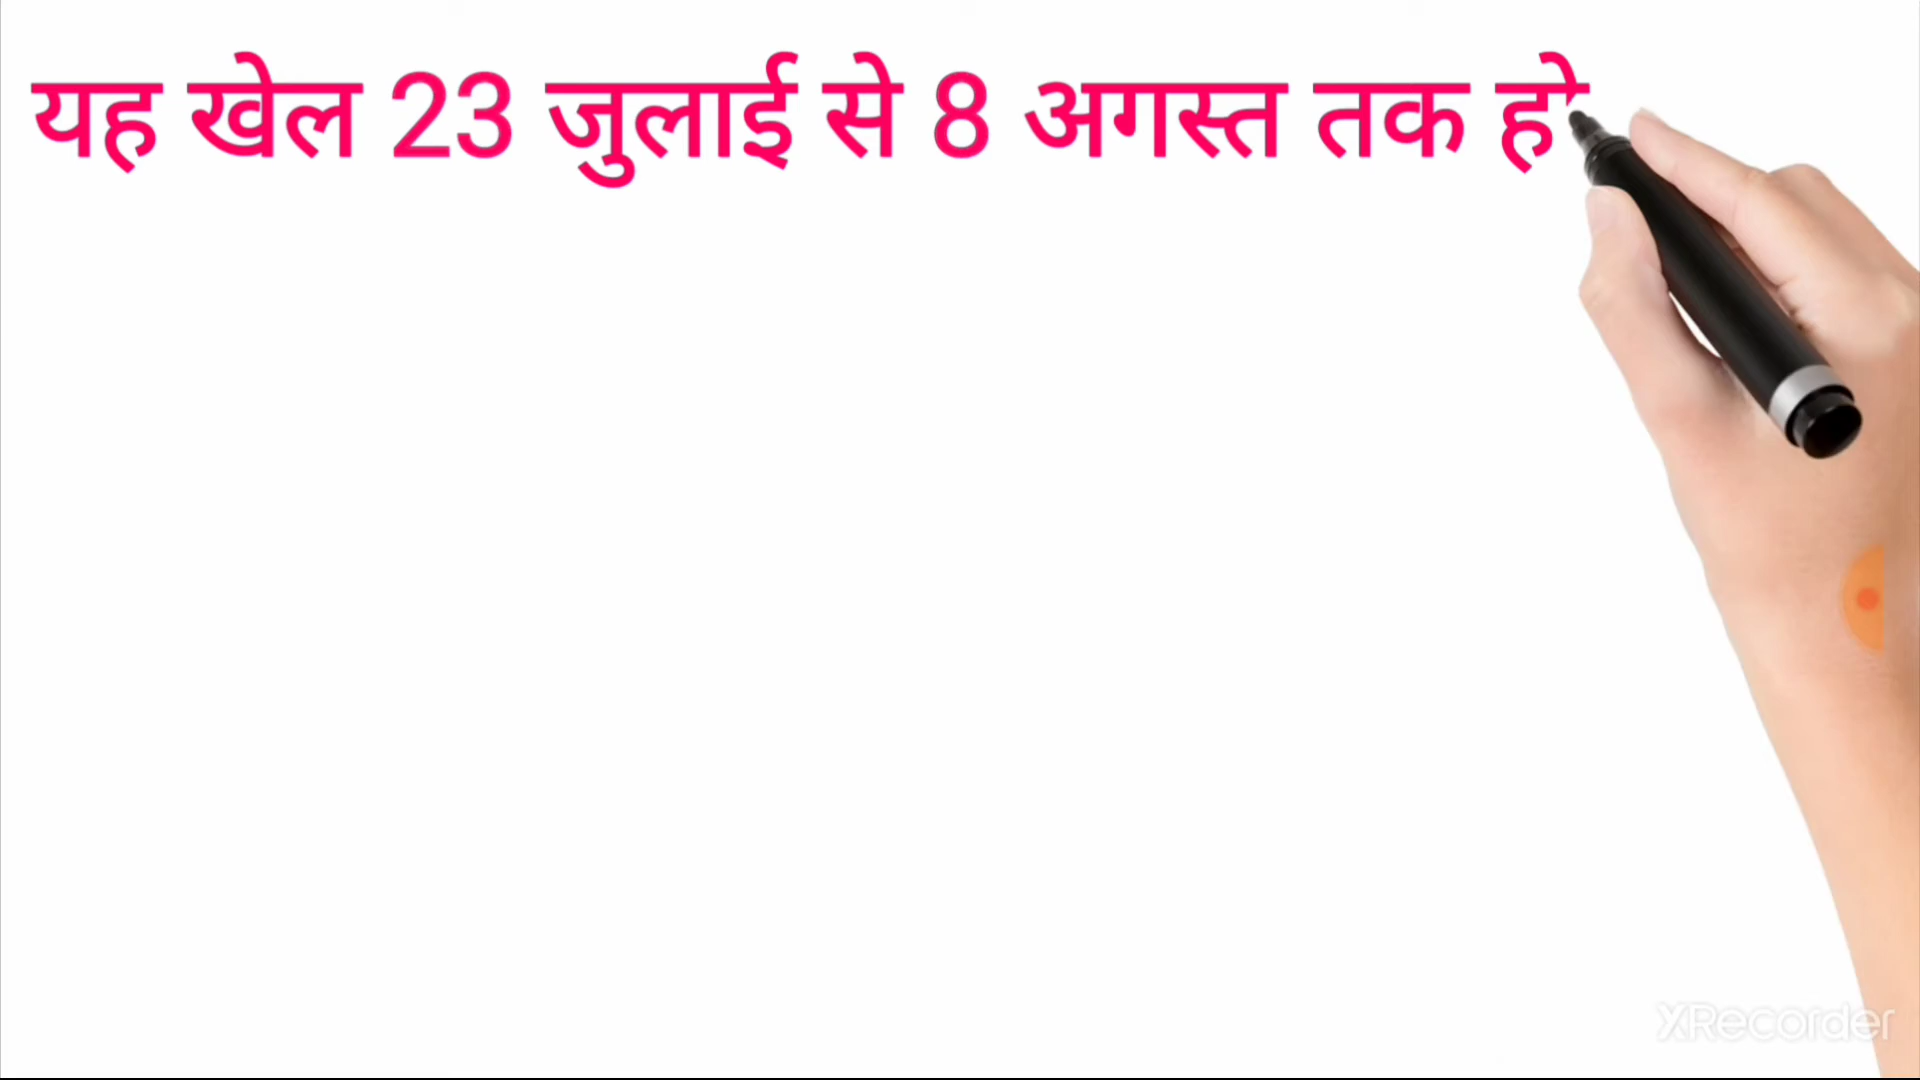 यह खेल 23 जुलाई से 8 अगस्त तक हो
XRecorder